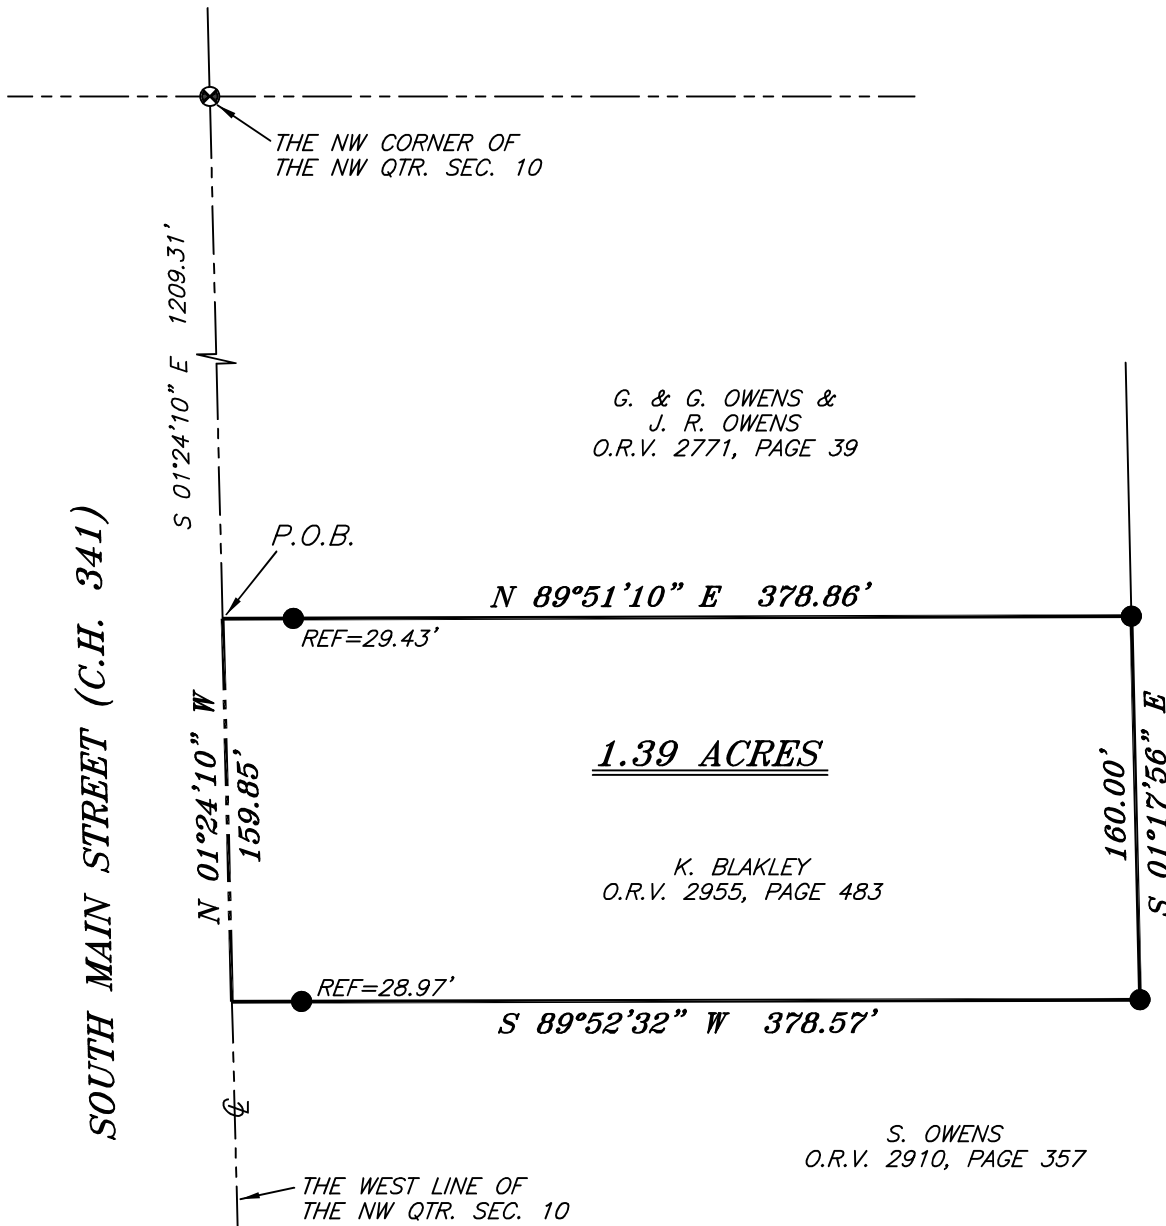 THE NW CORNER OF
THE NW QTR. SEC. 10
S 01°24'10" E 1209.31'
G. & G. OWENS &
J. R. OWENS
O.R.V. 2771, PAGE 39
P.O.B.
SOUTH MAIN STREET (C.H. 341)
N 89°51'10" E 378.86'
REF=29.43'
N 01°24'10" W
159.85'
1.39 ACRES
160.00'
S 01°17'56" E
K. BLAKLEY
O.R.V. 2955, PAGE 483
REF=28.97'
S 89°52'32" W 378.57'
℄
S. OWENS
O.R.V. 2910, PAGE 357
THE WEST LINE OF
THE NW QTR. SEC. 10